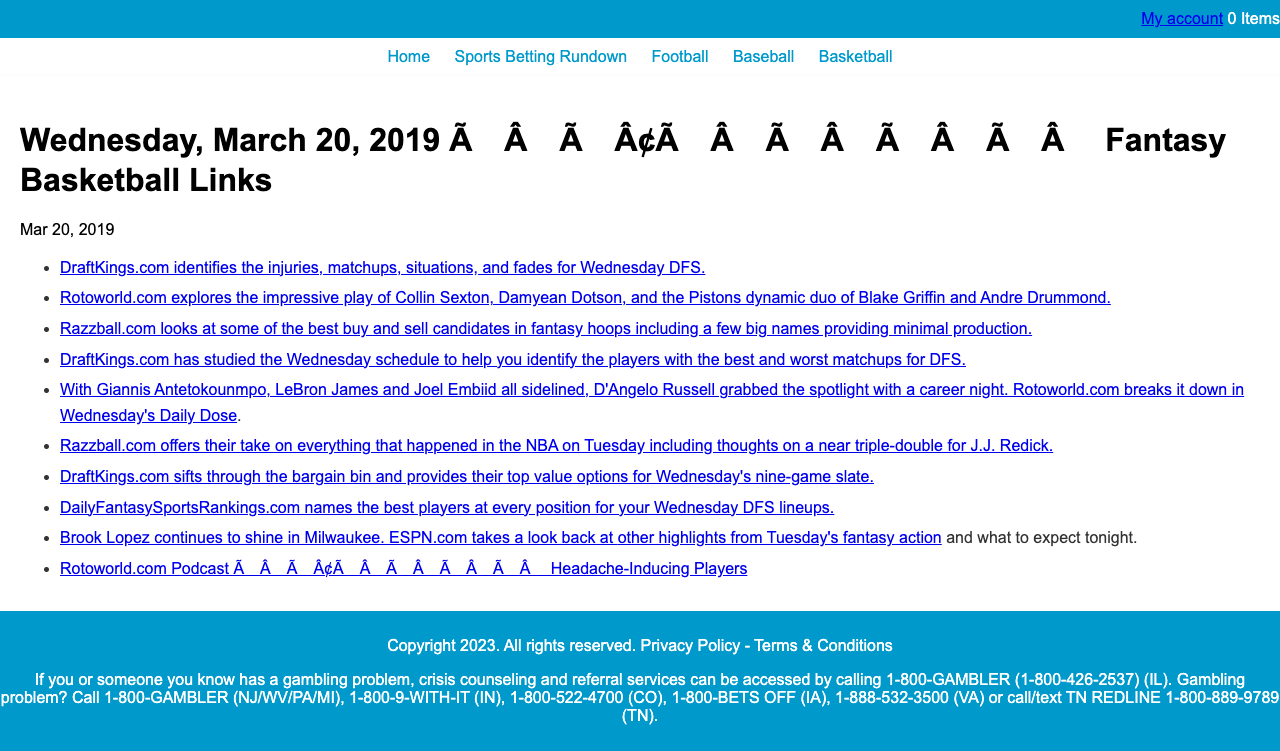 My account 0 Items
Home Sports Betting Rundown Football Baseball Basketball
Wednesday, March 20, 2019 Ã Â Ã Â¢Ã Â Ã Â Ã Â Ã Â Fantasy
Basketball Links
Mar 20, 2019
DraftKings.com identifies the injuries, matchups, situations, and fades for Wednesday DFS.
Rotoworld.com explores the impressive play of Collin Sexton, Damyean Dotson, and the Pistons dynamic duo of Blake Griffin and Andre Drummond.
Razzball.com looks at some of the best buy and sell candidates in fantasy hoops including a few big names providing minimal production.
DraftKings.com has studied the Wednesday schedule to help you identify the players with the best and worst matchups for DFS.
With Giannis Antetokounmpo, LeBron James and Joel Embiid all sidelined, D'Angelo Russell grabbed the spotlight with a career night. Rotoworld.com breaks it down in
Wednesday's Daily Dose.
Razzball.com offers their take on everything that happened in the NBA on Tuesday including thoughts on a near triple-double for J.J. Redick.
DraftKings.com sifts through the bargain bin and provides their top value options for Wednesday's nine-game slate.
DailyFantasySportsRankings.com names the best players at every position for your Wednesday DFS lineups.
Brook Lopez continues to shine in Milwaukee. ESPN.com takes a look back at other highlights from Tuesday's fantasy action and what to expect tonight.
Rotoworld.com Podcast Ã Â Ã Â¢Ã Â Ã Â Ã Â Ã Â Headache-Inducing Players
Copyright 2023. All rights reserved. Privacy Policy - Terms & Conditions
If you or someone you know has a gambling problem, crisis counseling and referral services can be accessed by calling 1-800-GAMBLER (1-800-426-2537) (IL). Gambling
problem? Call 1-800-GAMBLER (NJ/WV/PA/MI), 1-800-9-WITH-IT (IN), 1-800-522-4700 (CO), 1-800-BETS OFF (IA), 1-888-532-3500 (VA) or call/text TN REDLINE 1-800-889-9789
(TN).